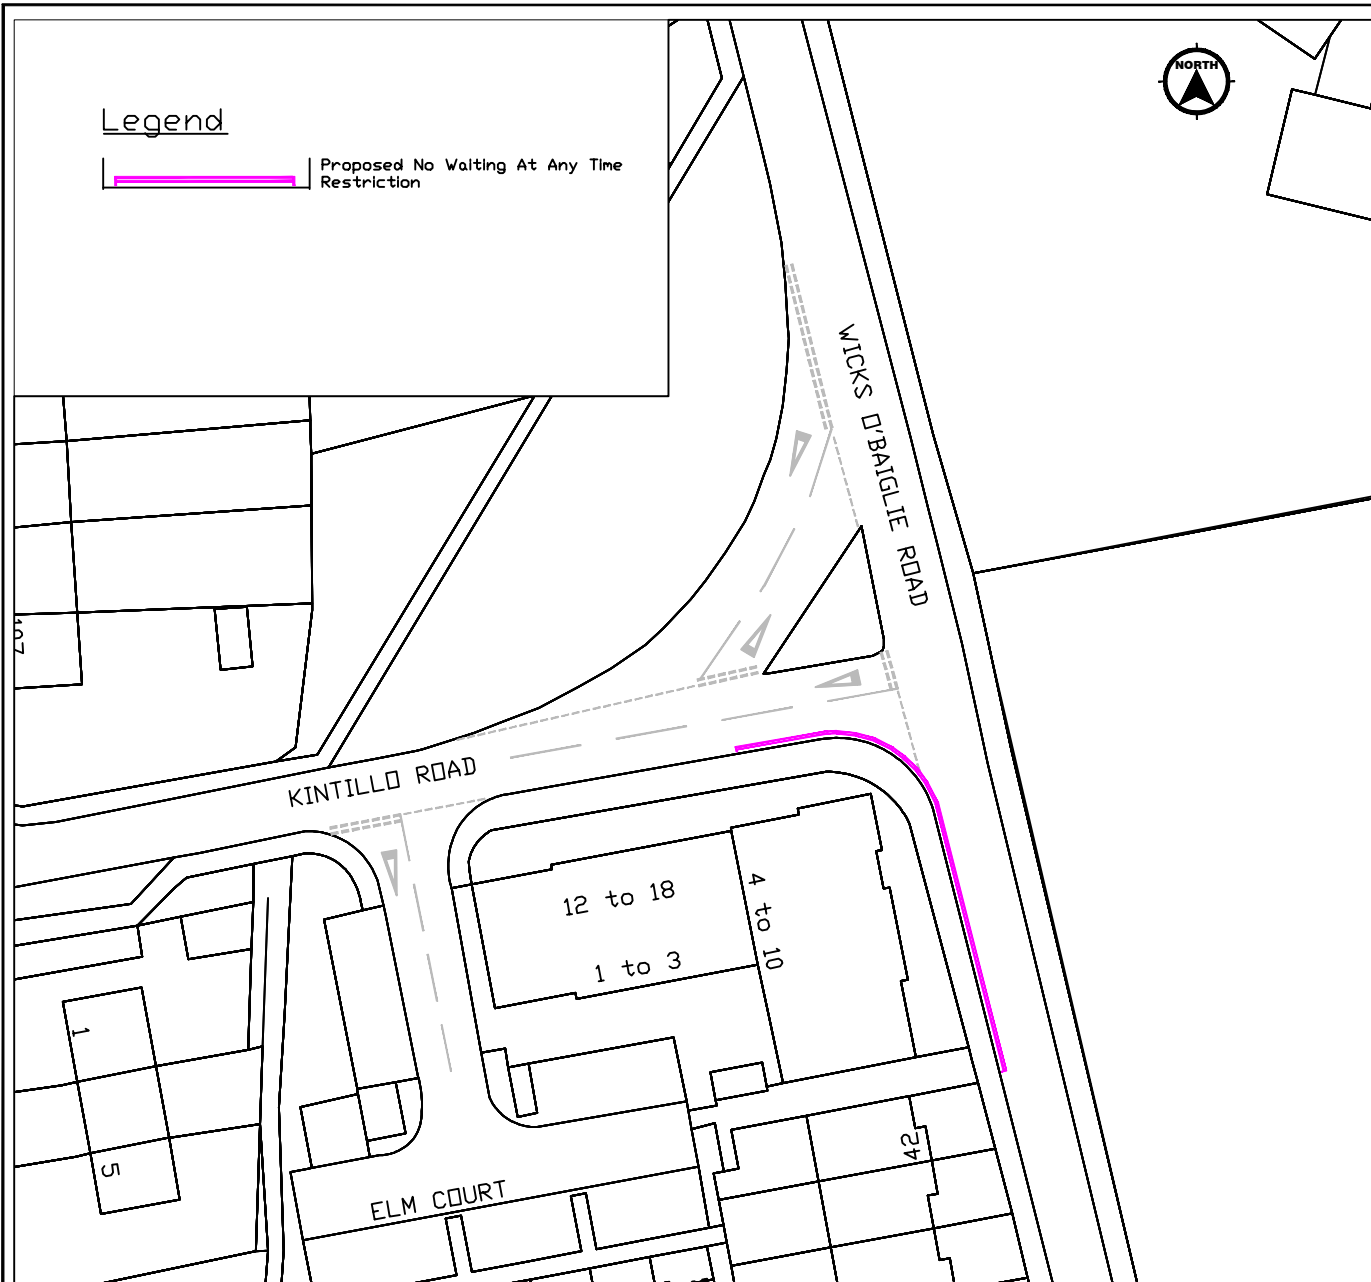 Legend
Proposed No Waiting At Any Time
Restriction
NORTH
WICKS O'BAIGLIE ROAD
KINTILLO ROAD
12 to 18
4 to 10
1 to 3
1
5
42
ELM COURT